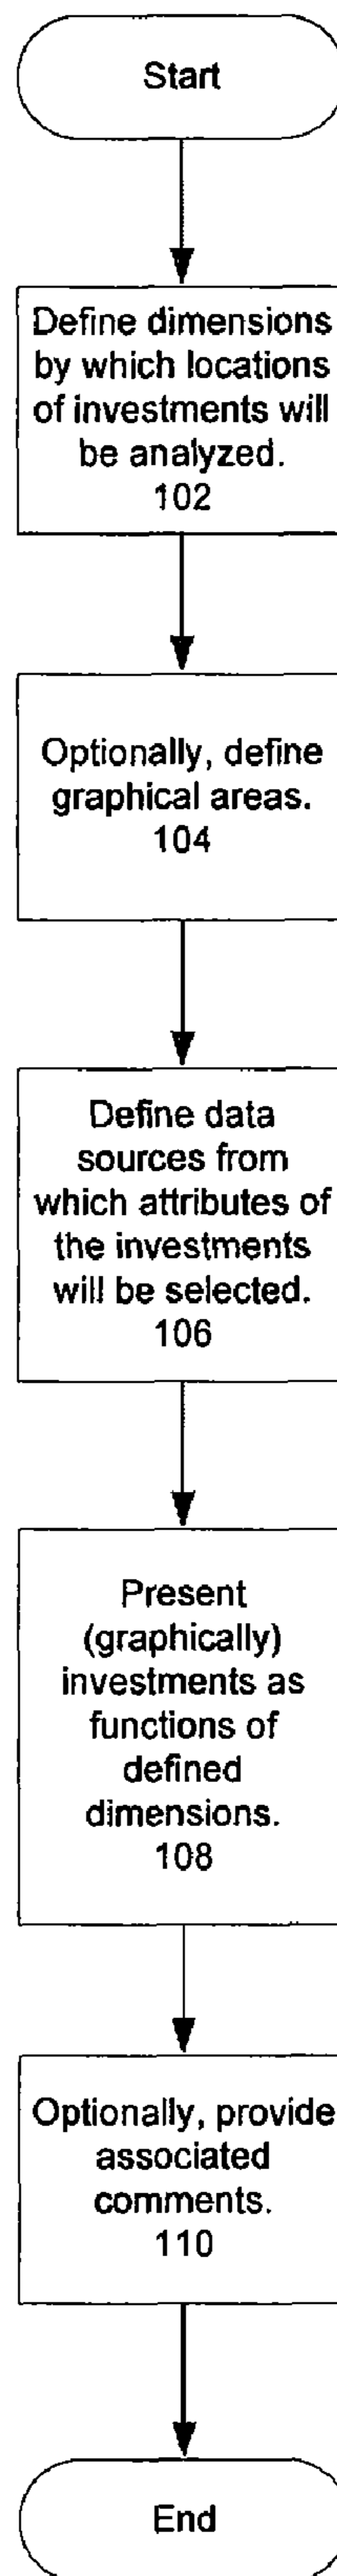 Start
Define dimensions
by which locations
of investments will
be analyzed.
102
Optionally, define
graphical areas.
104
Define data
sources from
which attributes of
the investments
will be selected.
106
Present
(graphically)
investments as
functions of
defined
dimensions.
108
Optionally, provide
associated
comments.
110
End